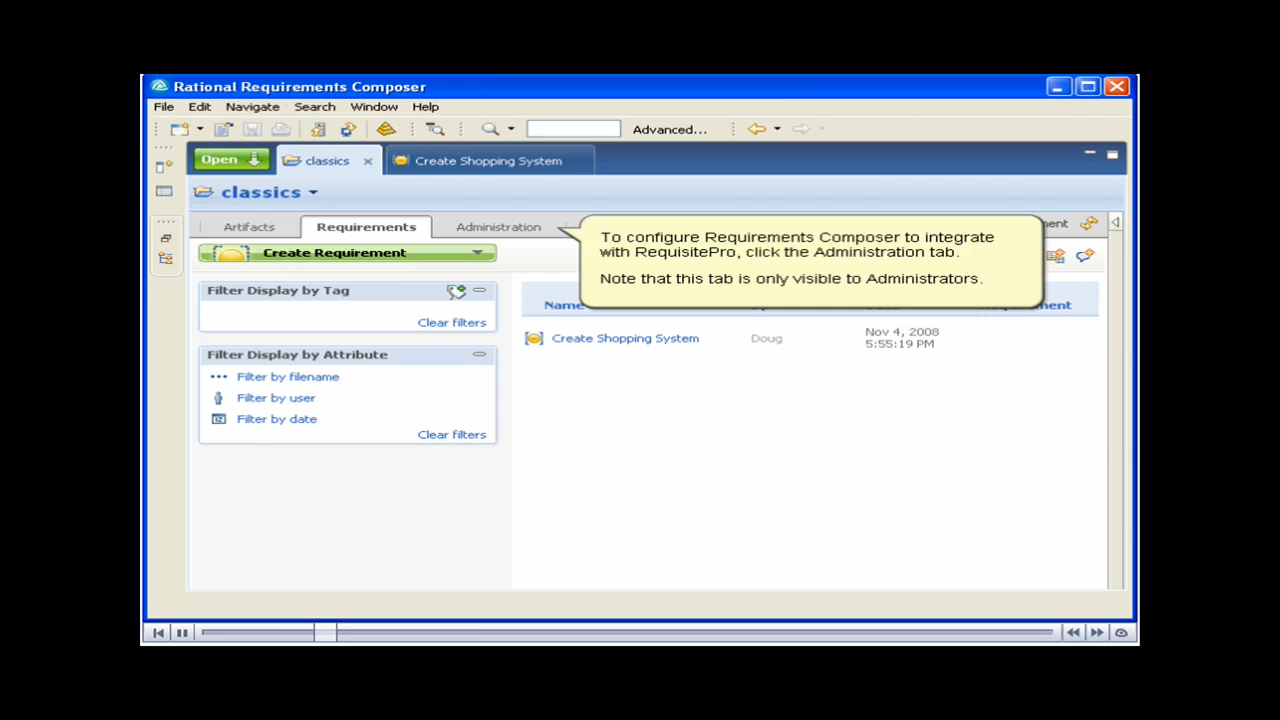 Rational Requirements Composer
File Edit Navigate Search Window Help
Advanced...
Open classics Create Shopping System
classics
Artifacts Requirements Administration
Create Requirement
To configure Requirements Composer to integrate
with RequisitePro, click the Administration tab.
Note that this tab is only visible to Administrators.
Filter Display by Tag
Clear filters
Filter Display by Attribute
Filter by filename
Filter by user
Filter by date
Clear filters
Name
Create Shopping System Doug Nov 4, 2008
5:55:19 PM